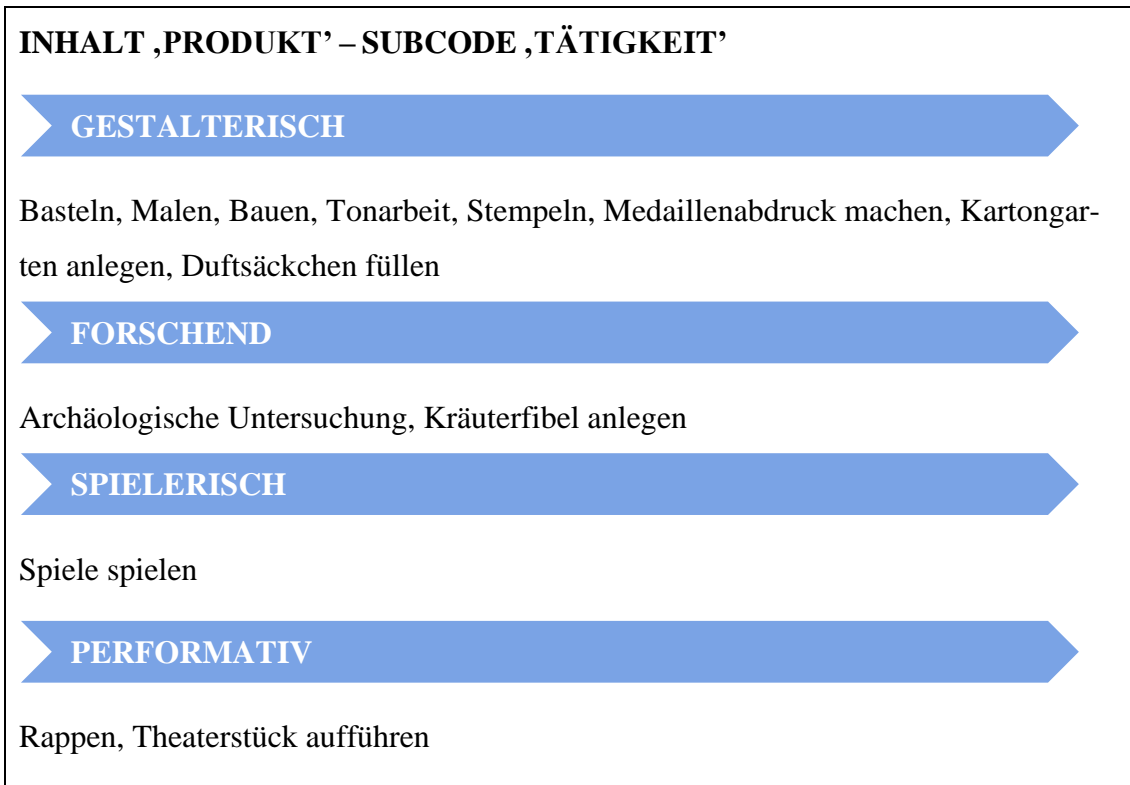 INHALT ‚PRODUKT’ – SUBCODE ‚TÄTIGKEIT’
GESTALTERISCH
Basteln, Malen, Bauen, Tonarbeit, Stempeln, Medaillenabdruck machen, Kartongar-
ten anlegen, Duftsäckchen füllen
FORSCHEND
Archäologische Untersuchung, Kräuterfibel anlegen
SPIELERISCH
Spiele spielen
PERFORMATIV
Rappen, Theaterstück aufführen